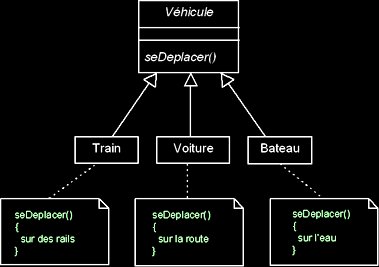 Véhicule
seDeplacer()
Train
Voiture
Bateau
seDeplacer()
{
sur des rails
}
seDeplacer()
{
sur la route
}
seDeplacer()
{
sur l'eau
}